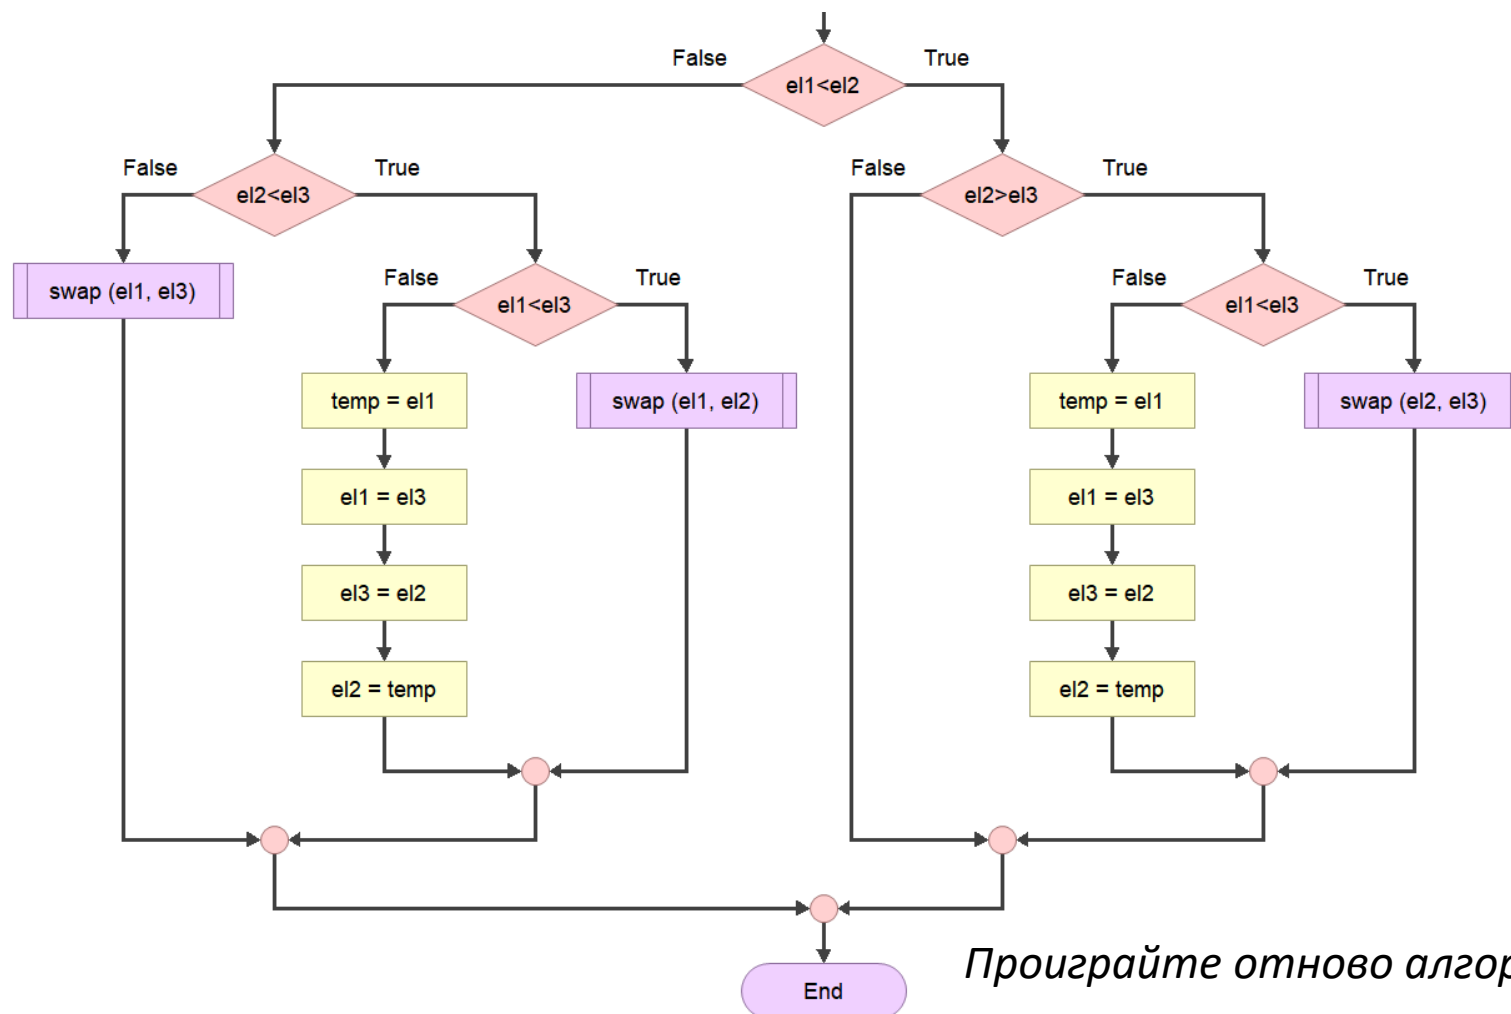 False
True
el1<el2
False
True
False
True
el2<el3
el2>el3
swap (el1, el3)
False
True
False
True
el1<el3
el1<el3
temp = el1
swap (el1, el2)
temp = el1
swap (el2, el3)
el1 = el3
el1 = el3
el3 = el2
el3 = el2
el2 = temp
el2 = temp
Проиграйте отново
End